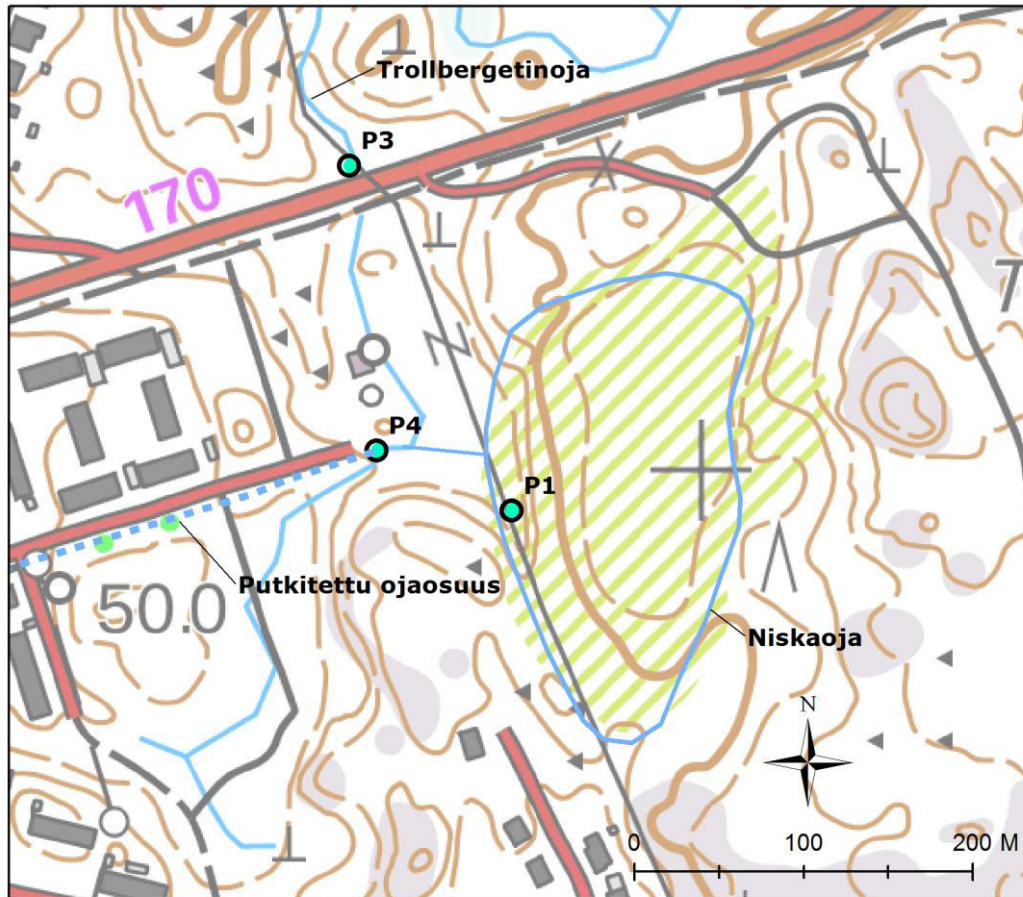 Trollbergetinoja
P3
170
P4
P1
Putkitettu ojaosuus
50.0
Niskaoja
N
0 100 200 M